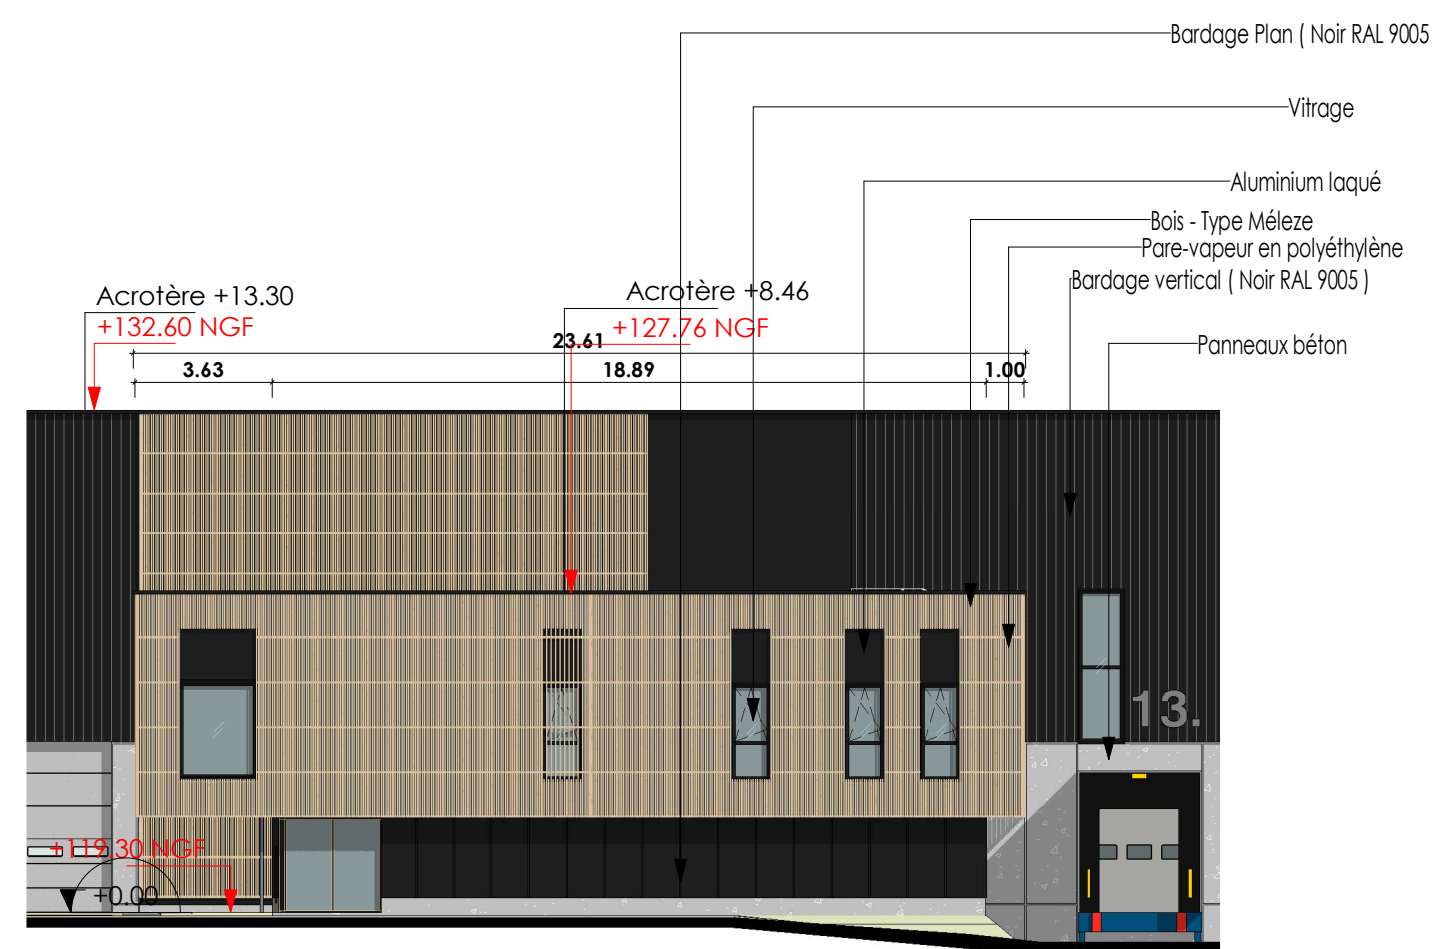 Bardage Plan ( Noir RAL 9005
Vitrage
Aluminium laqué
Bois - Type Méleze
Pare-vapeur en polyéthylène
Bardage vertical ( Noir RAL 9005 )
Acrotère +13.30
+132.60 NGF
Acrotère +8.46
+127.76 NGF
23.61
Panneaux béton
3.63
18.89
1.00
13.
+119.30 NGF
+0.00